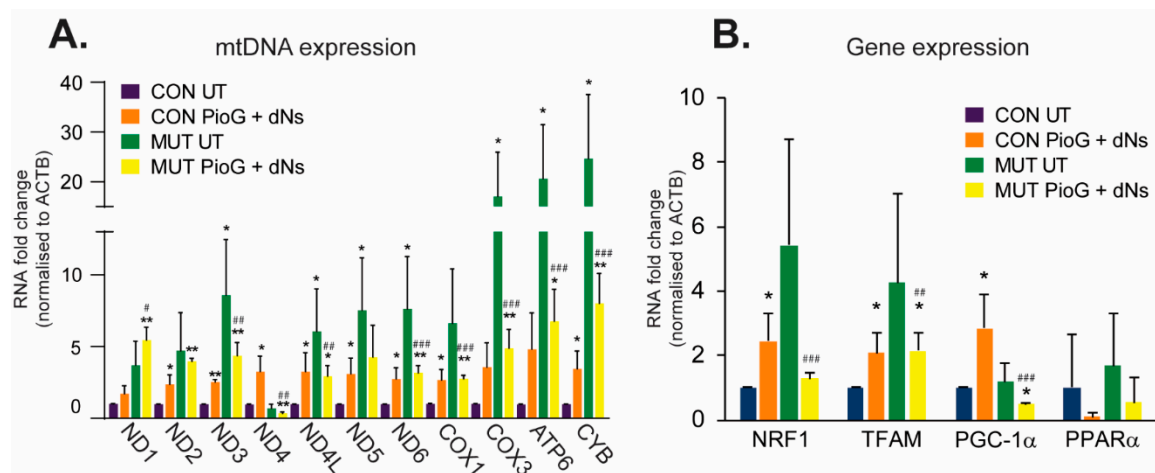 A.
mtDNA expression
RNA fold change
(normalised to ACTB)
40
30
20
10
5
0
CON UT
CON PioG + dNs
MUT UT
MUT PioG + dNs
# ** * ** ** * ## ** * ## ** * * ## * * * * * ### ** * ### ** * ### ** * ### * * * ### **
ND1 ND2 ND3 ND4 ND4L ND5 ND6 COX1 COX3 ATP6 CYB
B.
Gene expression
RNA fold change
(normalised to ACTB)
10
8
6
4
2
0
CON UT
CON PioG + dNs
MUT UT
MUT PioG + dNs
* ### * ## * * ### *
NRF1 TFAM PGC-1α PPARα